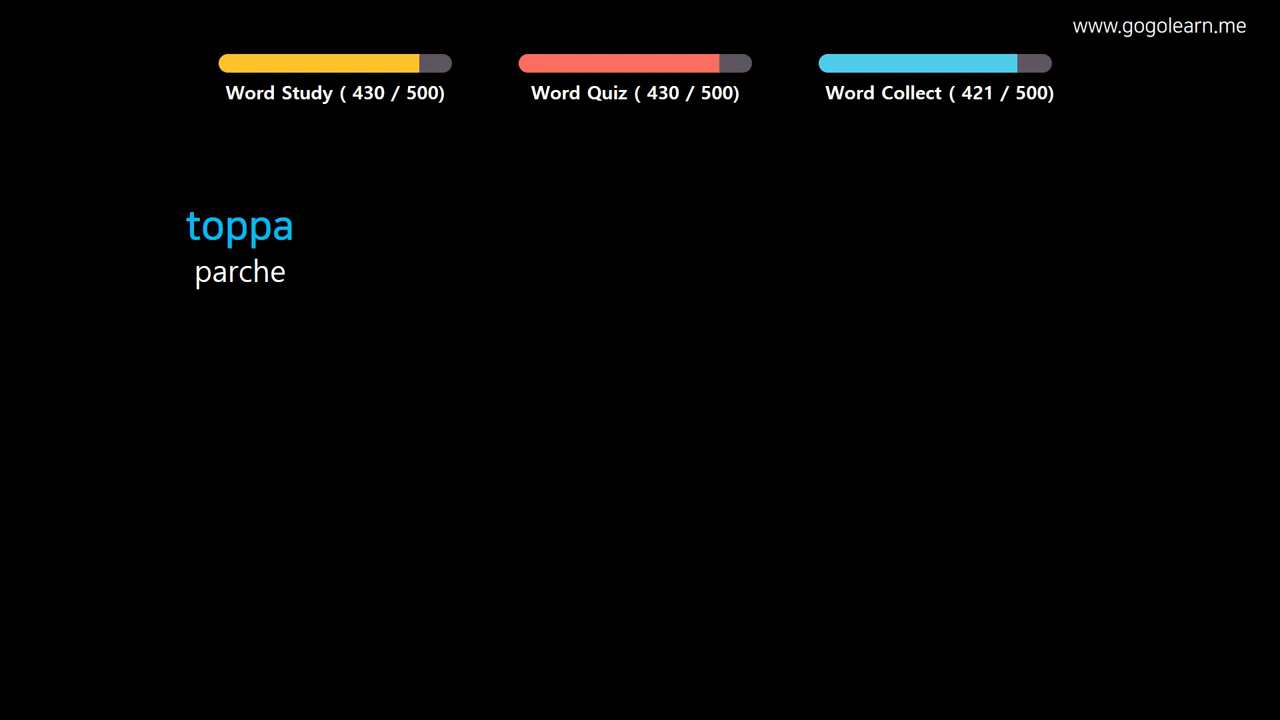 www.gogolearn.me
Word Study ( 430 / 500)
Word Quiz ( 430 / 500)
Word Collect ( 421 / 500)
toppa
parche